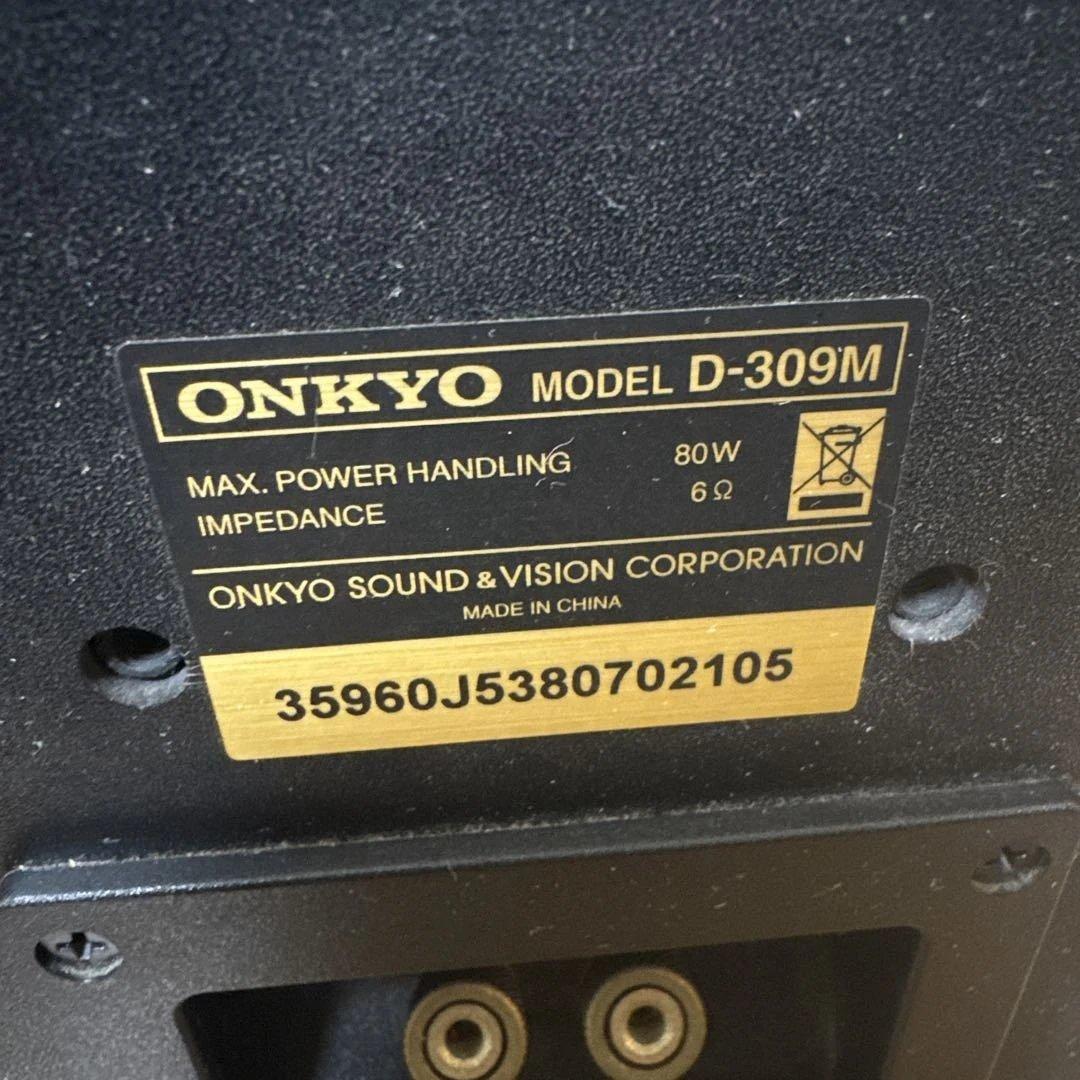 ONKYO MODEL D-309M
MAX. POWER HANDLING 80W
IMPEDANCE 6Ω
ONKYO SOUND & VISION CORPORATION
MADE IN CHINA
35960J5380702105